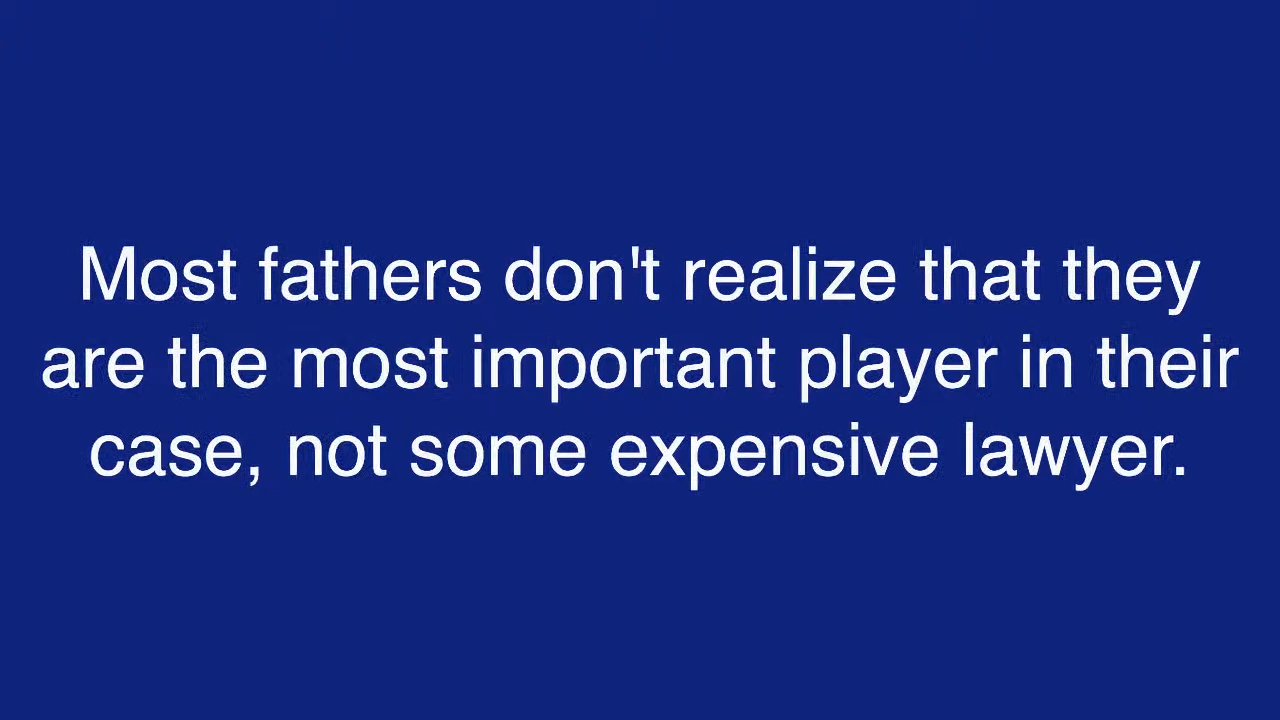 Most fathers don't realize that they
are the most important player in their
case, not some expensive lawyer.